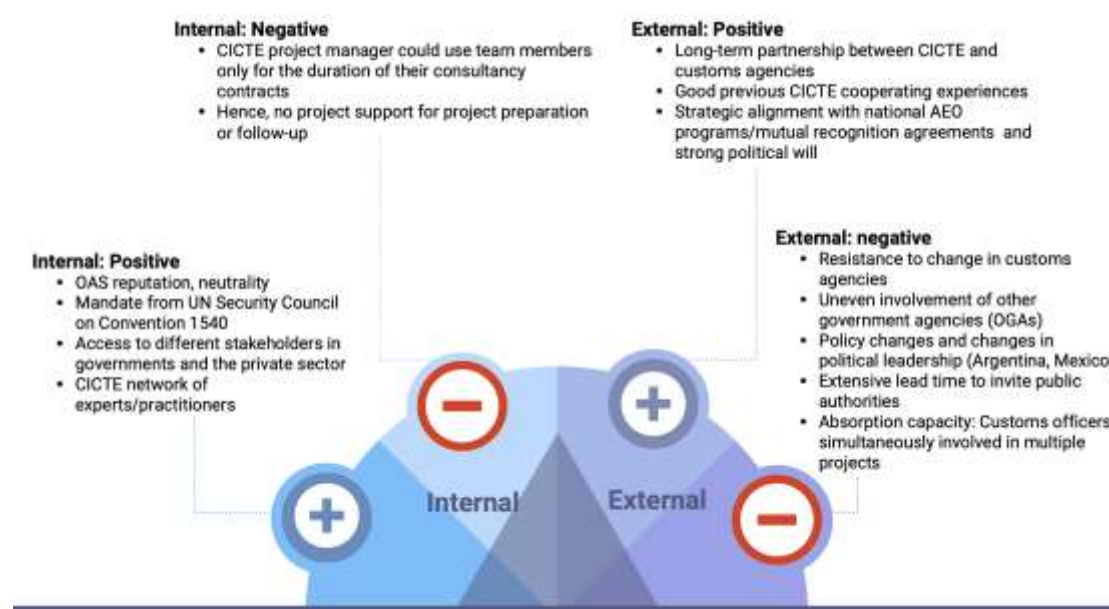 Internal: Negative
• CICTE project manager could use team members
only for the duration of their consultancy
contracts
• Hence, no project support for project preparation
or follow-up
External: Positive
• Long-term partnership between CICTE and
customs agencies
• Good previous CICTE cooperating experiences
• Strategic alignment with national AEO
programs/mutual recognition agreements and
strong political will
Internal: Positive
• OAS reputation, neutrality
• Mandate from UN Security Council
on Convention 1540
• Access to different stakeholders in
governments and the private sector
• CICTE network of
experts/practitioners
External: negative
• Resistance to change in customs
agencies
• Uneven involvement of other
government agencies (OGAs)
• Policy changes and changes in
political leadership (Argentina, Mexico
• Extensive lead time to invite public
authorities
• Absorption capacity: Customs officers
simultaneously involved in multiple
projects
Internal
External